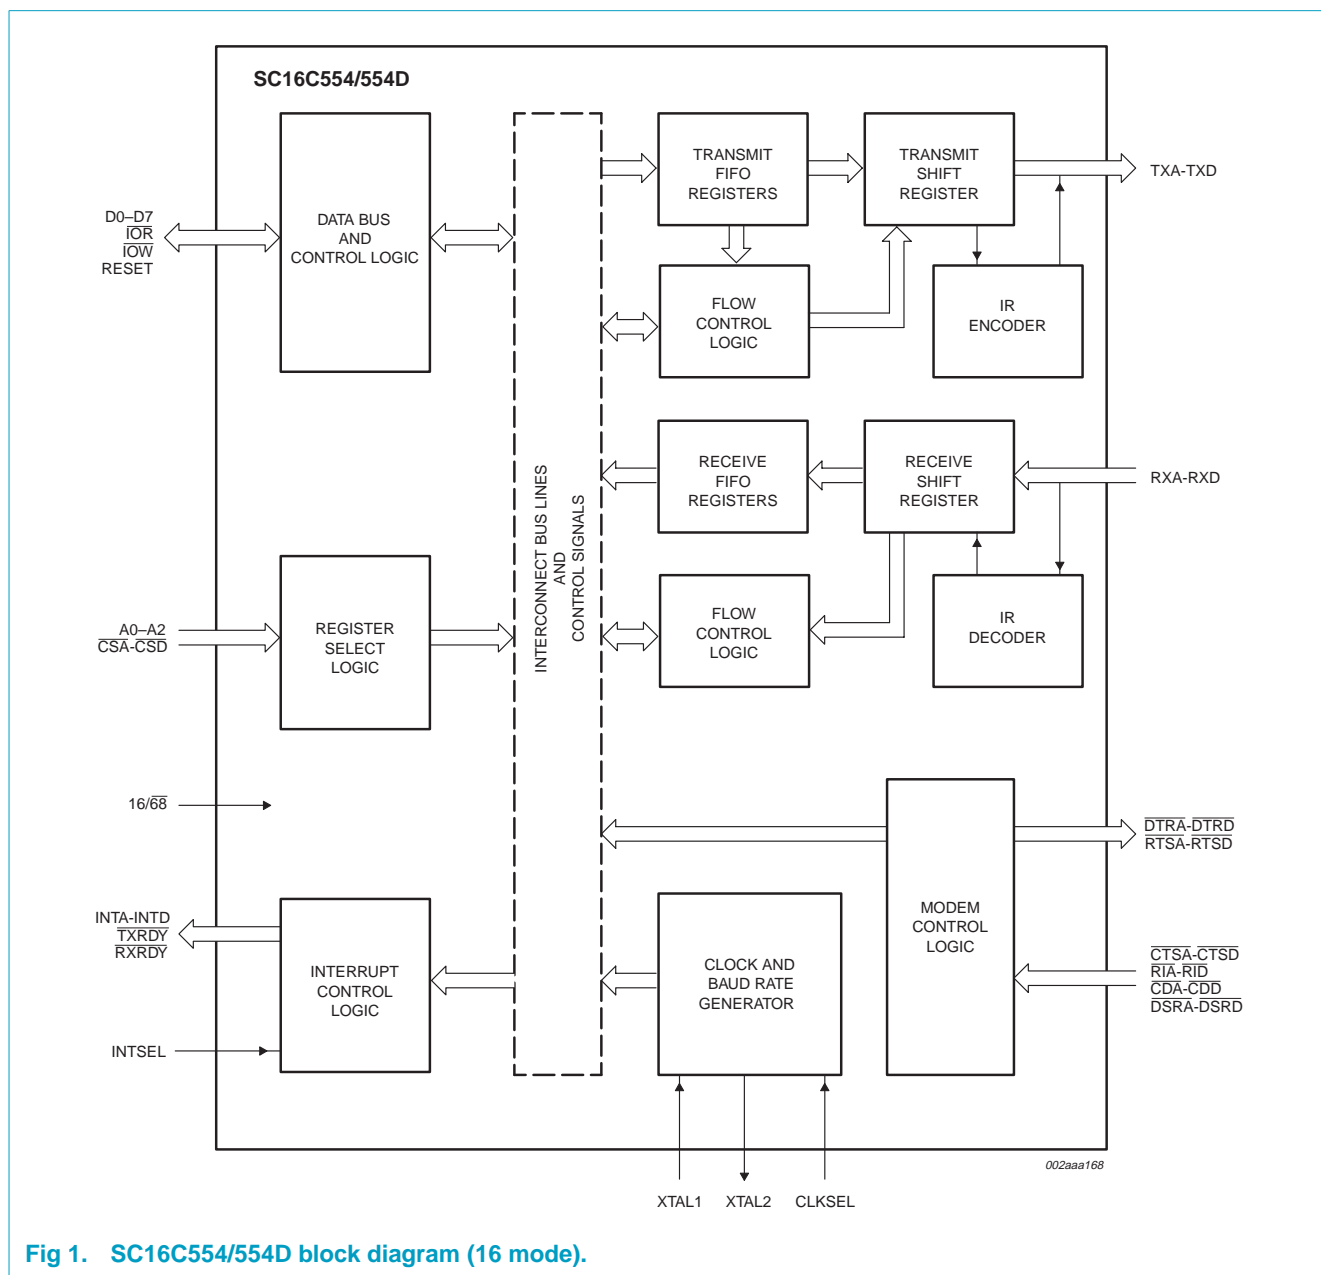 SC16C554/554D
D0–D7
IOR
IOW
RESET
DATA BUS
AND
CONTROL LOGIC
TRANSMIT
FIFO
REGISTERS
TRANSMIT
SHIFT
REGISTER
TXA-TXD
FLOW
CONTROL
LOGIC
IR
ENCODER
INTERCONNECT BUS LINES
AND
CONTROL SIGNALS
RECEIVE
FIFO
REGISTERS
RECEIVE
SHIFT
REGISTER
RXA-RXD
FLOW
CONTROL
LOGIC
IR
DECODER
A0–A2
CSA-CSD
REGISTER
SELECT
LOGIC
16/68
DTRA-DTRD
RTSA-RTSD
MODEM
CONTROL
LOGIC
CTSA-CTSD
RIA-RID
CDA-CDD
DSRA-DSRD
INTA-INTD
TXRDY
RXRDY
INTERRUPT
CONTROL
LOGIC
INTSEL
CLOCK AND
BAUD RATE
GENERATOR
XTAL1 XTAL2 CLKSEL
002aaa168
Fig 1. SC16C554/554D block diagram (16 mode).